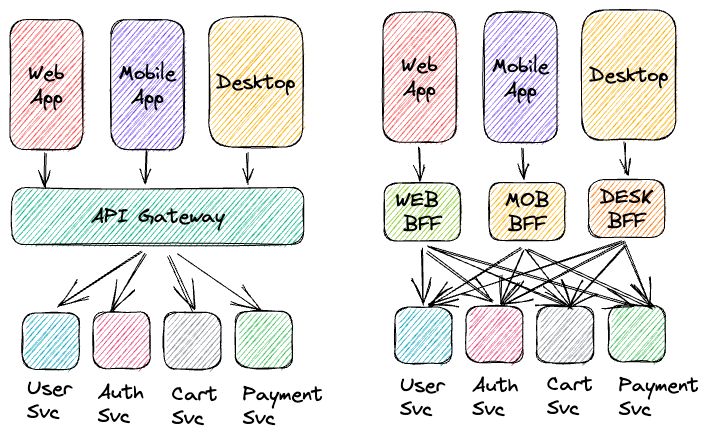 Web
App
Mobile
App
Desktop
API Gateway
User
Svc
Auth
Svc
Cart
Svc
Payment
Svc
Web
App
Mobile
App
Desktop
WEB
BFF
MOB
BFF
DESK
BFF
User
Svc
Auth
Svc
Cart
Svc
Payment
Svc